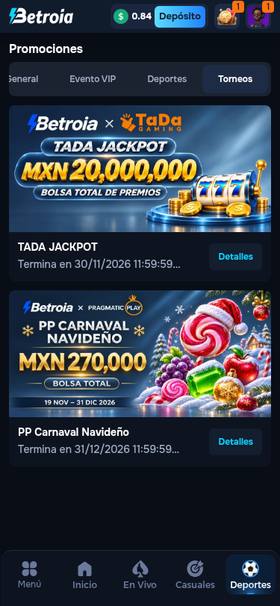 Betroia
$ 0.84 Depósito
1
1
Promociones
General Evento VIP Deportes Torneos
Betroia × TaDa GAMING
TADA JACKPOT
MXN 20,000,000
BOLSA TOTAL DE PREMIOS
TADA JACKPOT
Termina en 30/11/2026 11:59:59...
Detalles
Betroia × PRAGMATIC PLAY
PP CARNAVAL
NAVIDEÑO
MXN 270,000
BOLSA TOTAL
19 NOV – 31 DIC 2026
PP Carnaval Navideño
Termina en 31/12/2026 11:59:59...
Detalles
Menú Inicio En Vivo Casuales Deportes